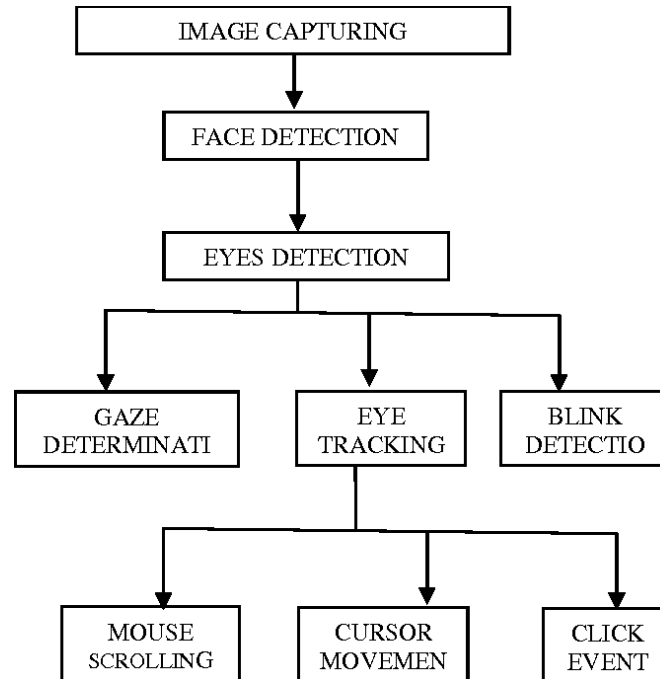 IMAGE CAPTURING
FACE DETECTION
EYES DETECTION
GAZE
DETERMINATI
EYE
TRACKING
BLINK
DETECTIO
MOUSE
SCROLLING
CURSOR
MOVEMEN
CLICK
EVENT